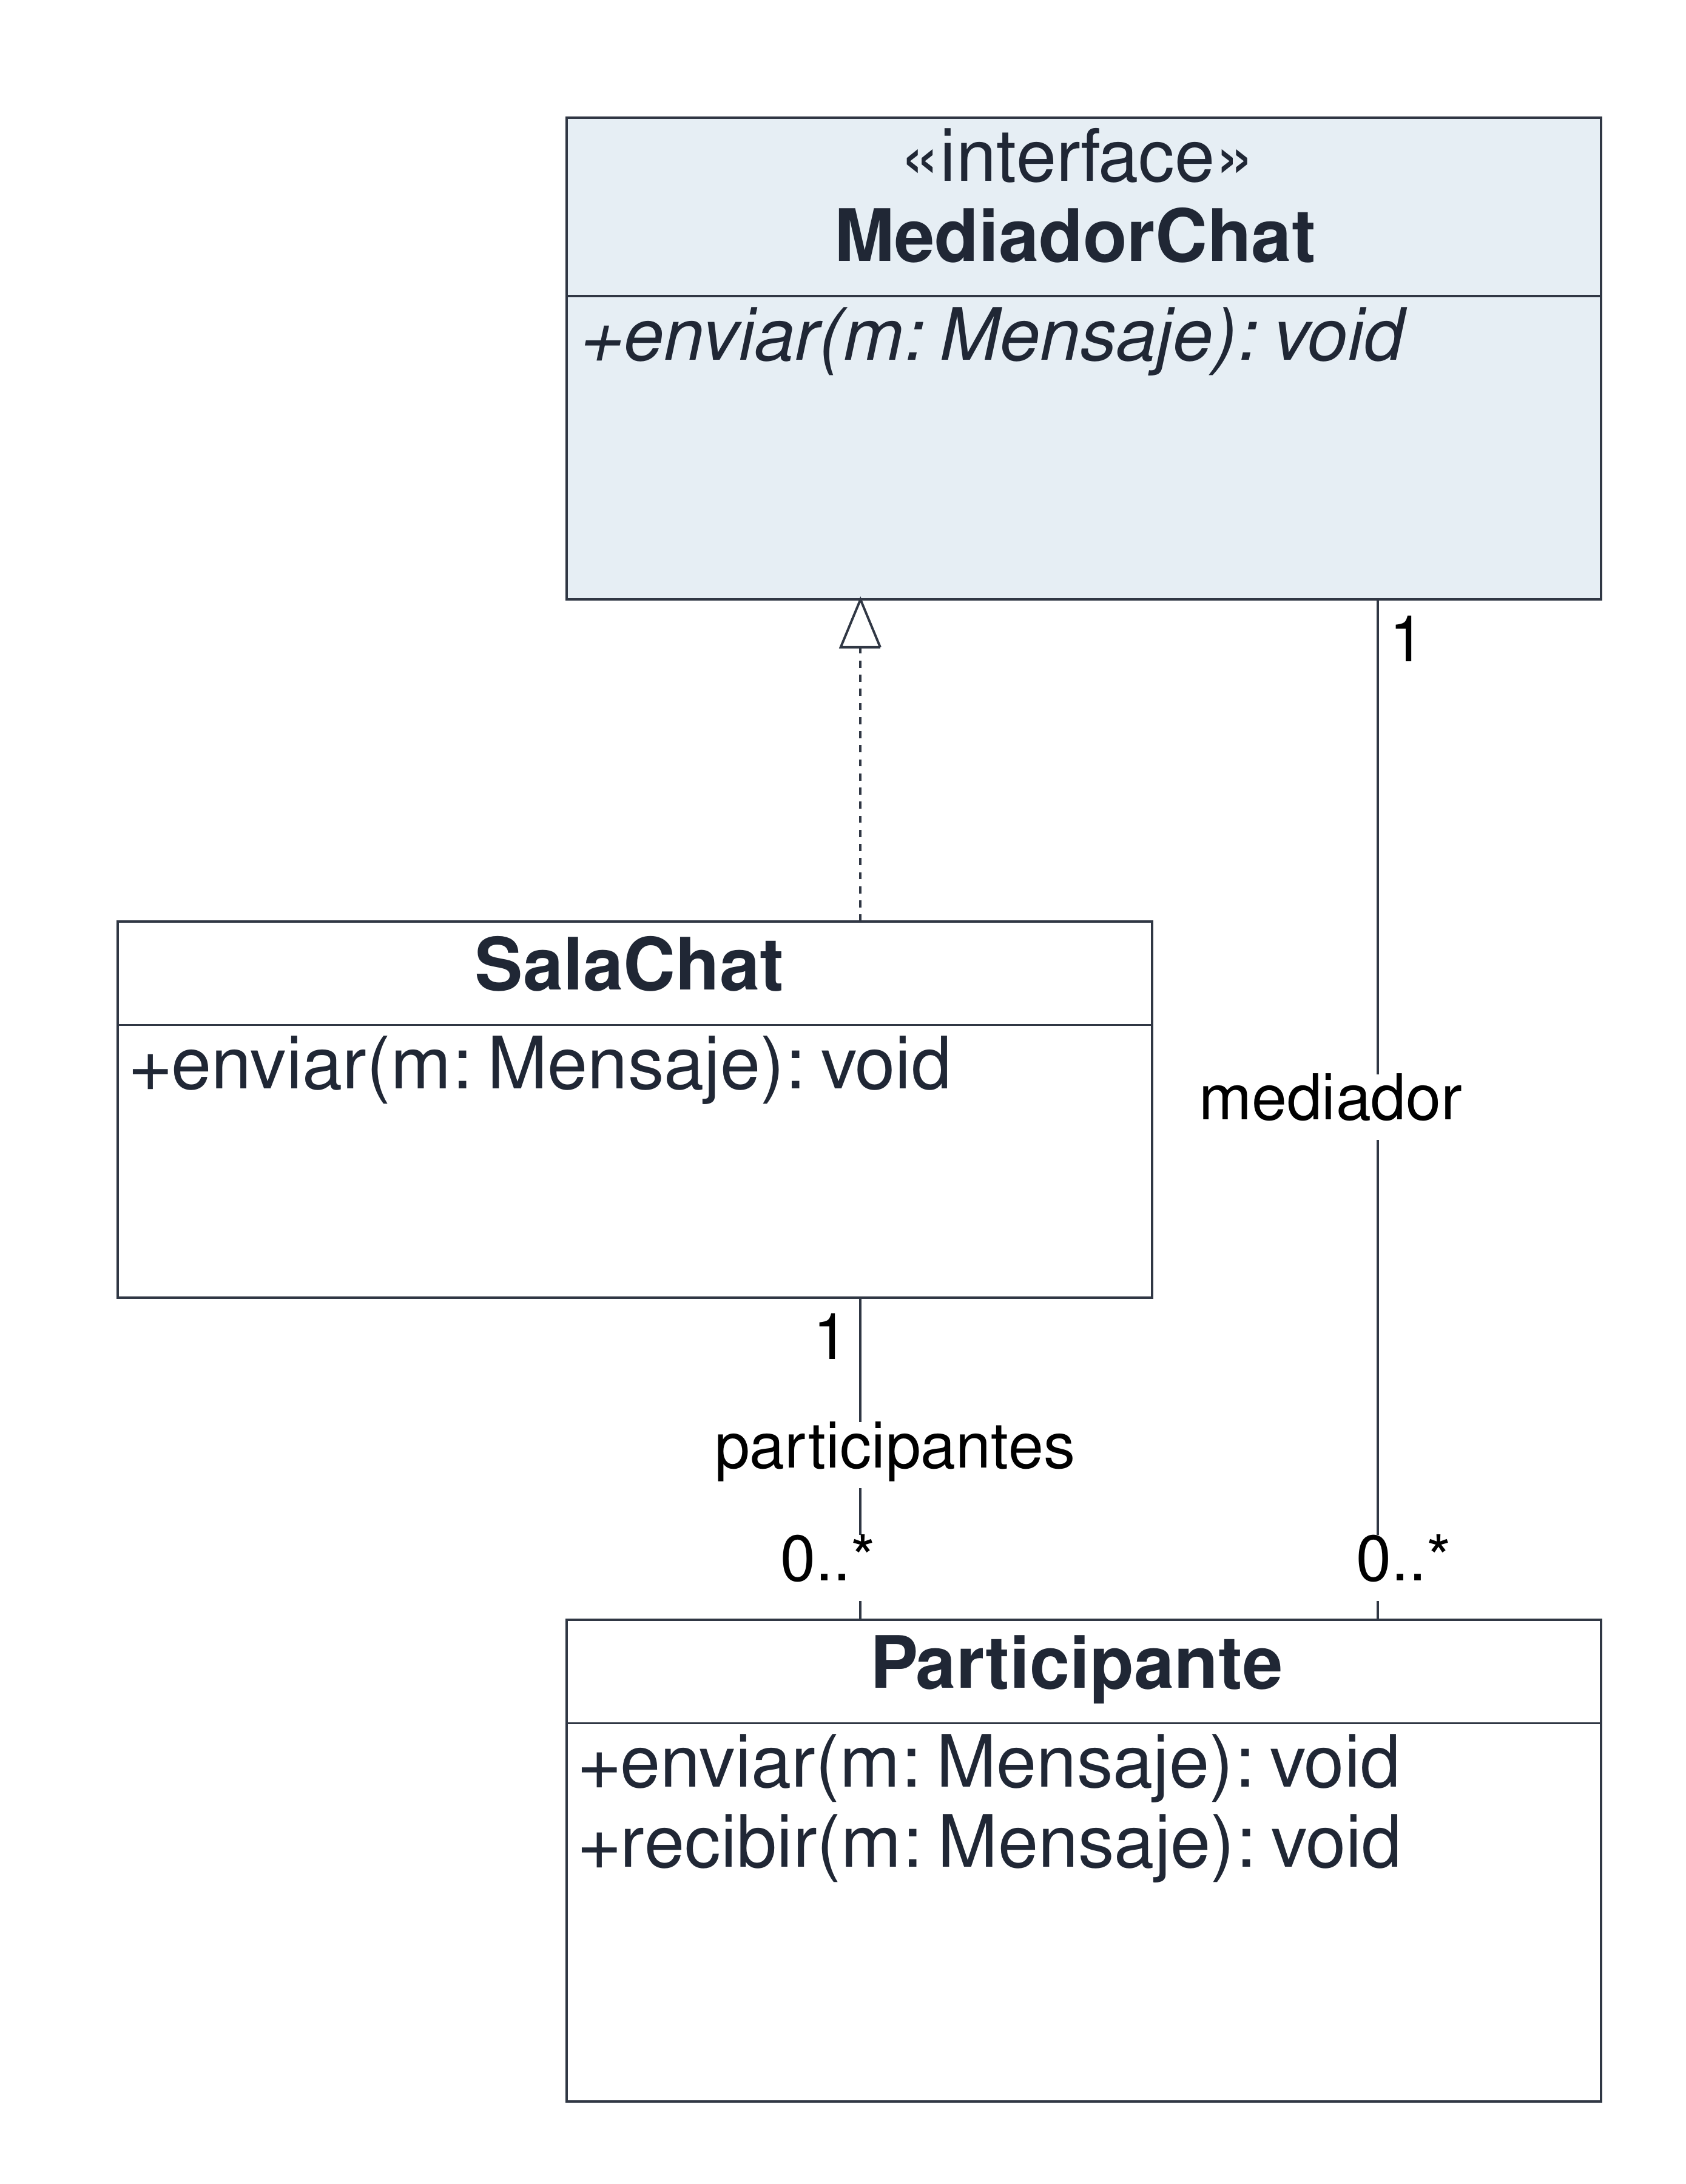 «interface»
MediadorChat
+enviar(m: Mensaje): void
1
SalaChat
+enviar(m: Mensaje): void
mediador
1
participantes
0..*
0..*
Participante
+enviar(m: Mensaje): void
+recibir(m: Mensaje): void